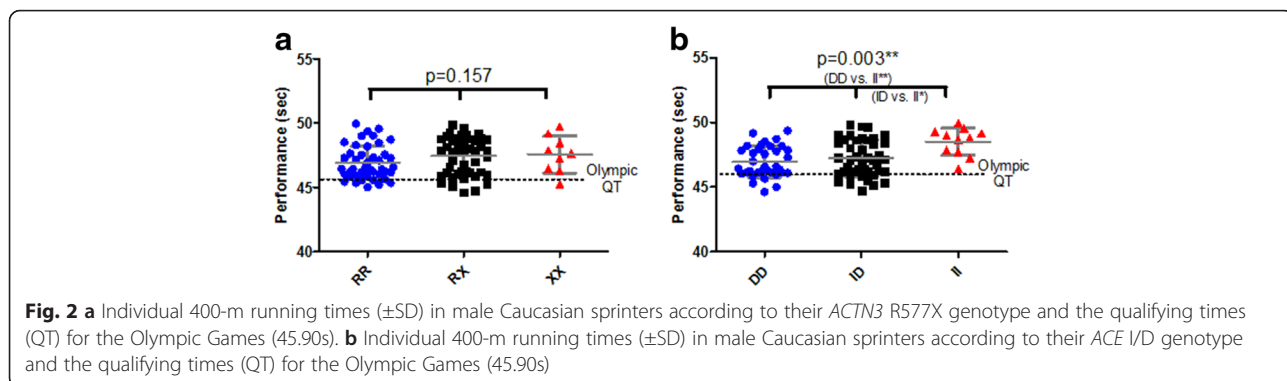 a
b
55
50
45
40
Performance (sec)
p=0.157
Olympic
QT
RR
RX
XX
55
50
45
40
Performance (sec)
p=0.003**
(DD vs. II**)
(ID vs. II*)
Olympic
QT
DD
ID
II
Fig. 2 a Individual 400-m running times (±SD) in male Caucasian sprinters according to their ACTN3 R577X genotype and the qualifying times
(QT) for the Olympic Games (45.90s). b Individual 400-m running times (±SD) in male Caucasian sprinters according to their ACE I/D genotype
and the qualifying times (QT) for the Olympic Games (45.90s)